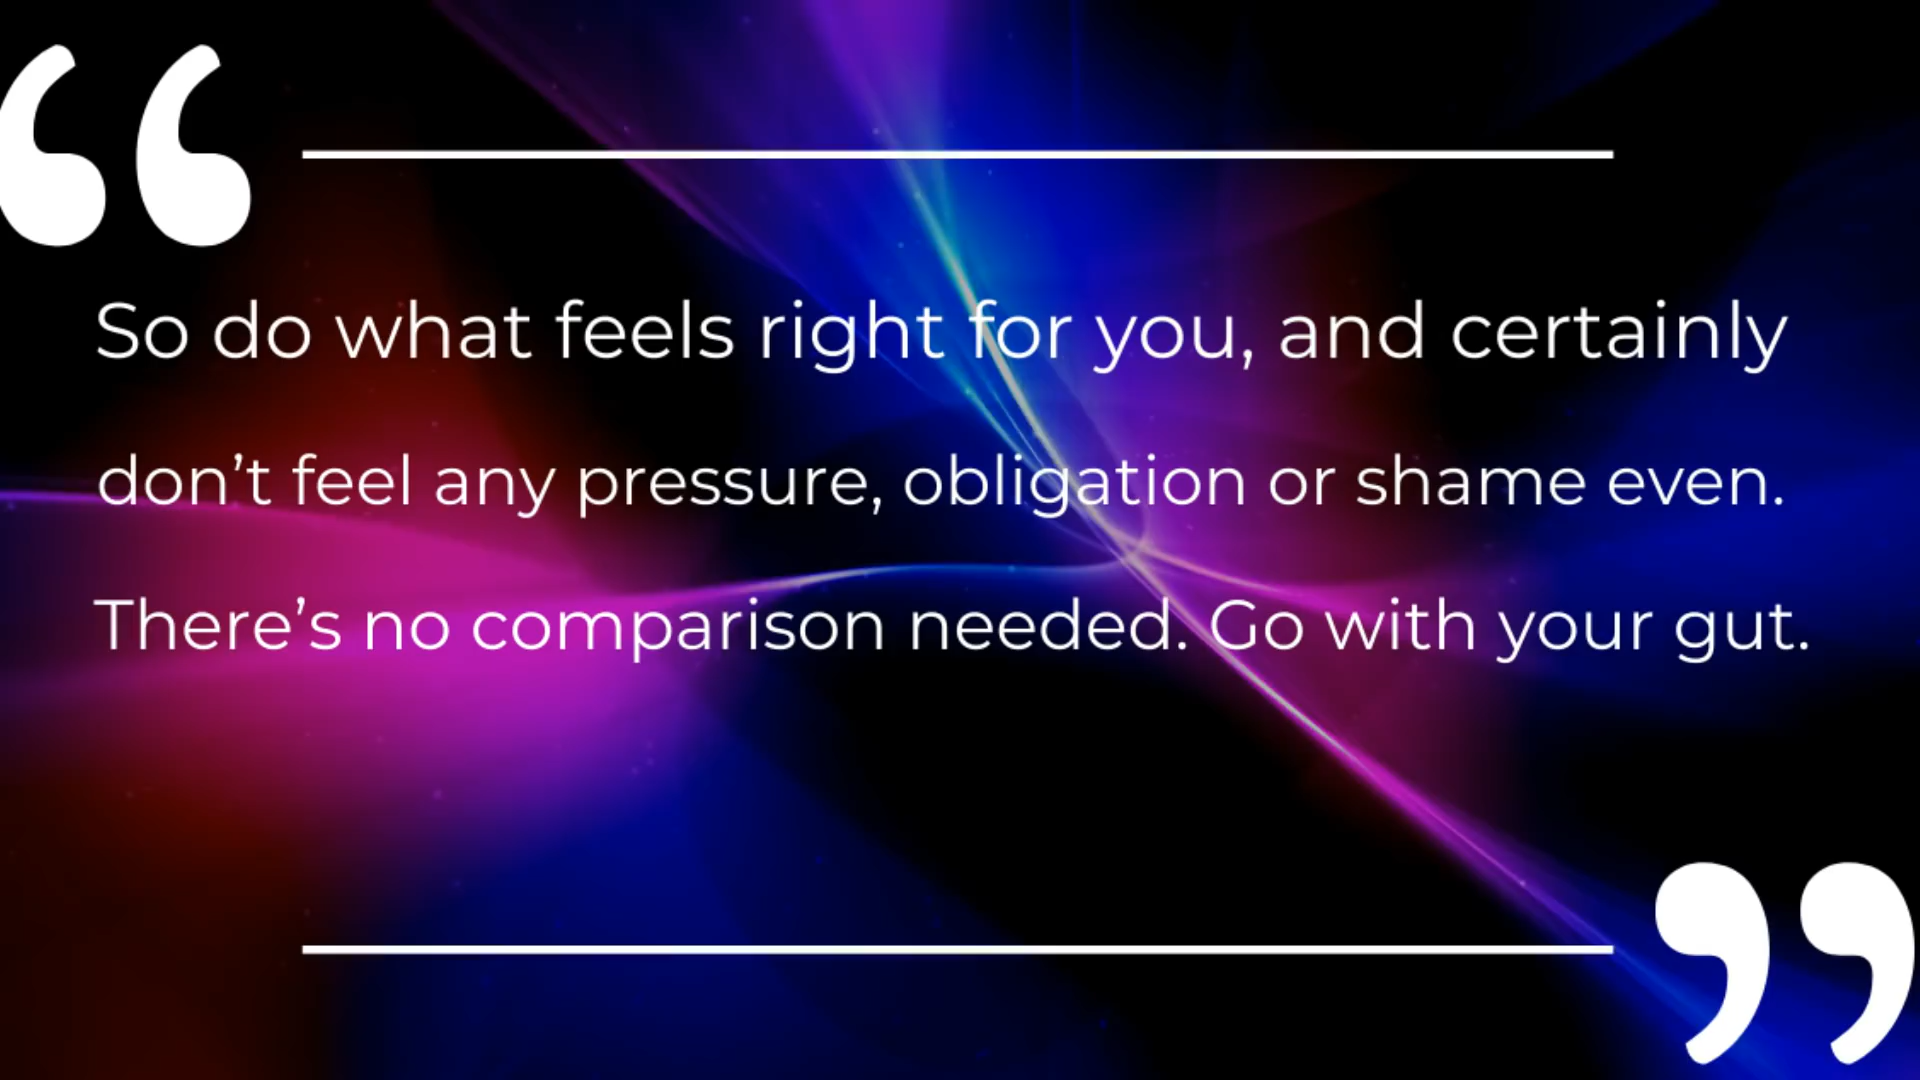 “
So do what feels right for you, and certainly
don’t feel any pressure, obligation or shame even.
There’s no comparison needed. Go with your gut.
”